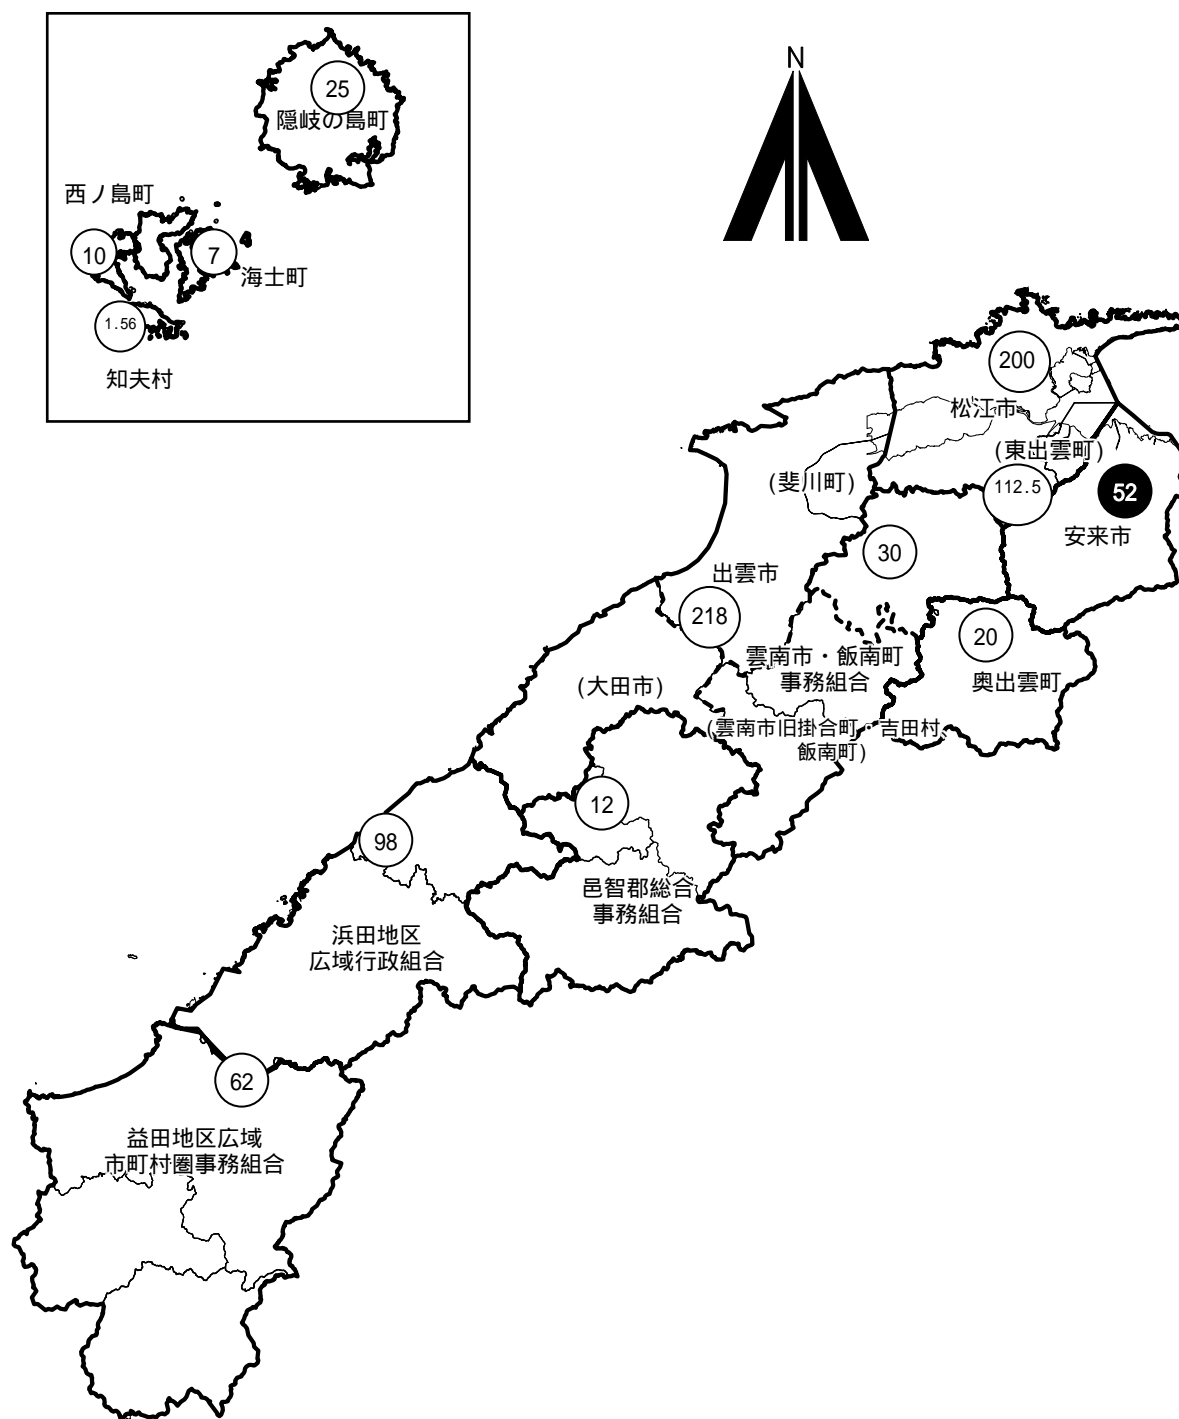 25
隠岐の島町
西ノ島町
10
7
海士町
1.56
知夫村
N
200
松江市
(東出雲町)
(斐川町)
112.5
52
安来市
30
出雲市
218
20
雲南市・飯南町
事務組合
奥出雲町
(大田市)
(雲南市旧掛合町・吉田村
飯南町)
12
98
邑智郡総合
事務組合
浜田地区
広域行政組合
62
益田地区広域
市町村圏事務組合